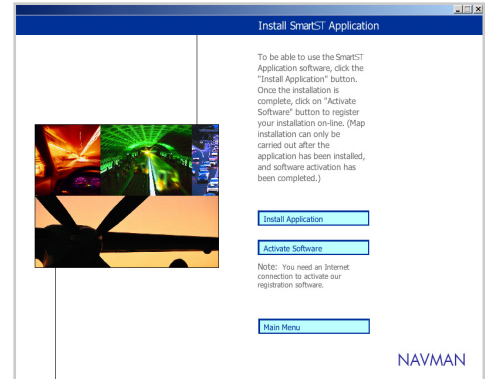 Install SmartST Application
To be able to use the SmartST
Application software, click the
"Install Application" button.
Once the installation is
complete, click on "Activate
Software" button to register
your installation on-line. (Map
installation can only be
carried out after the
application has been installed,
and software activation has
been completed.)
Install Application
Activate Software
Note: You need an Internet
connection to activate our
registration software.
Main Menu
NAVMAN